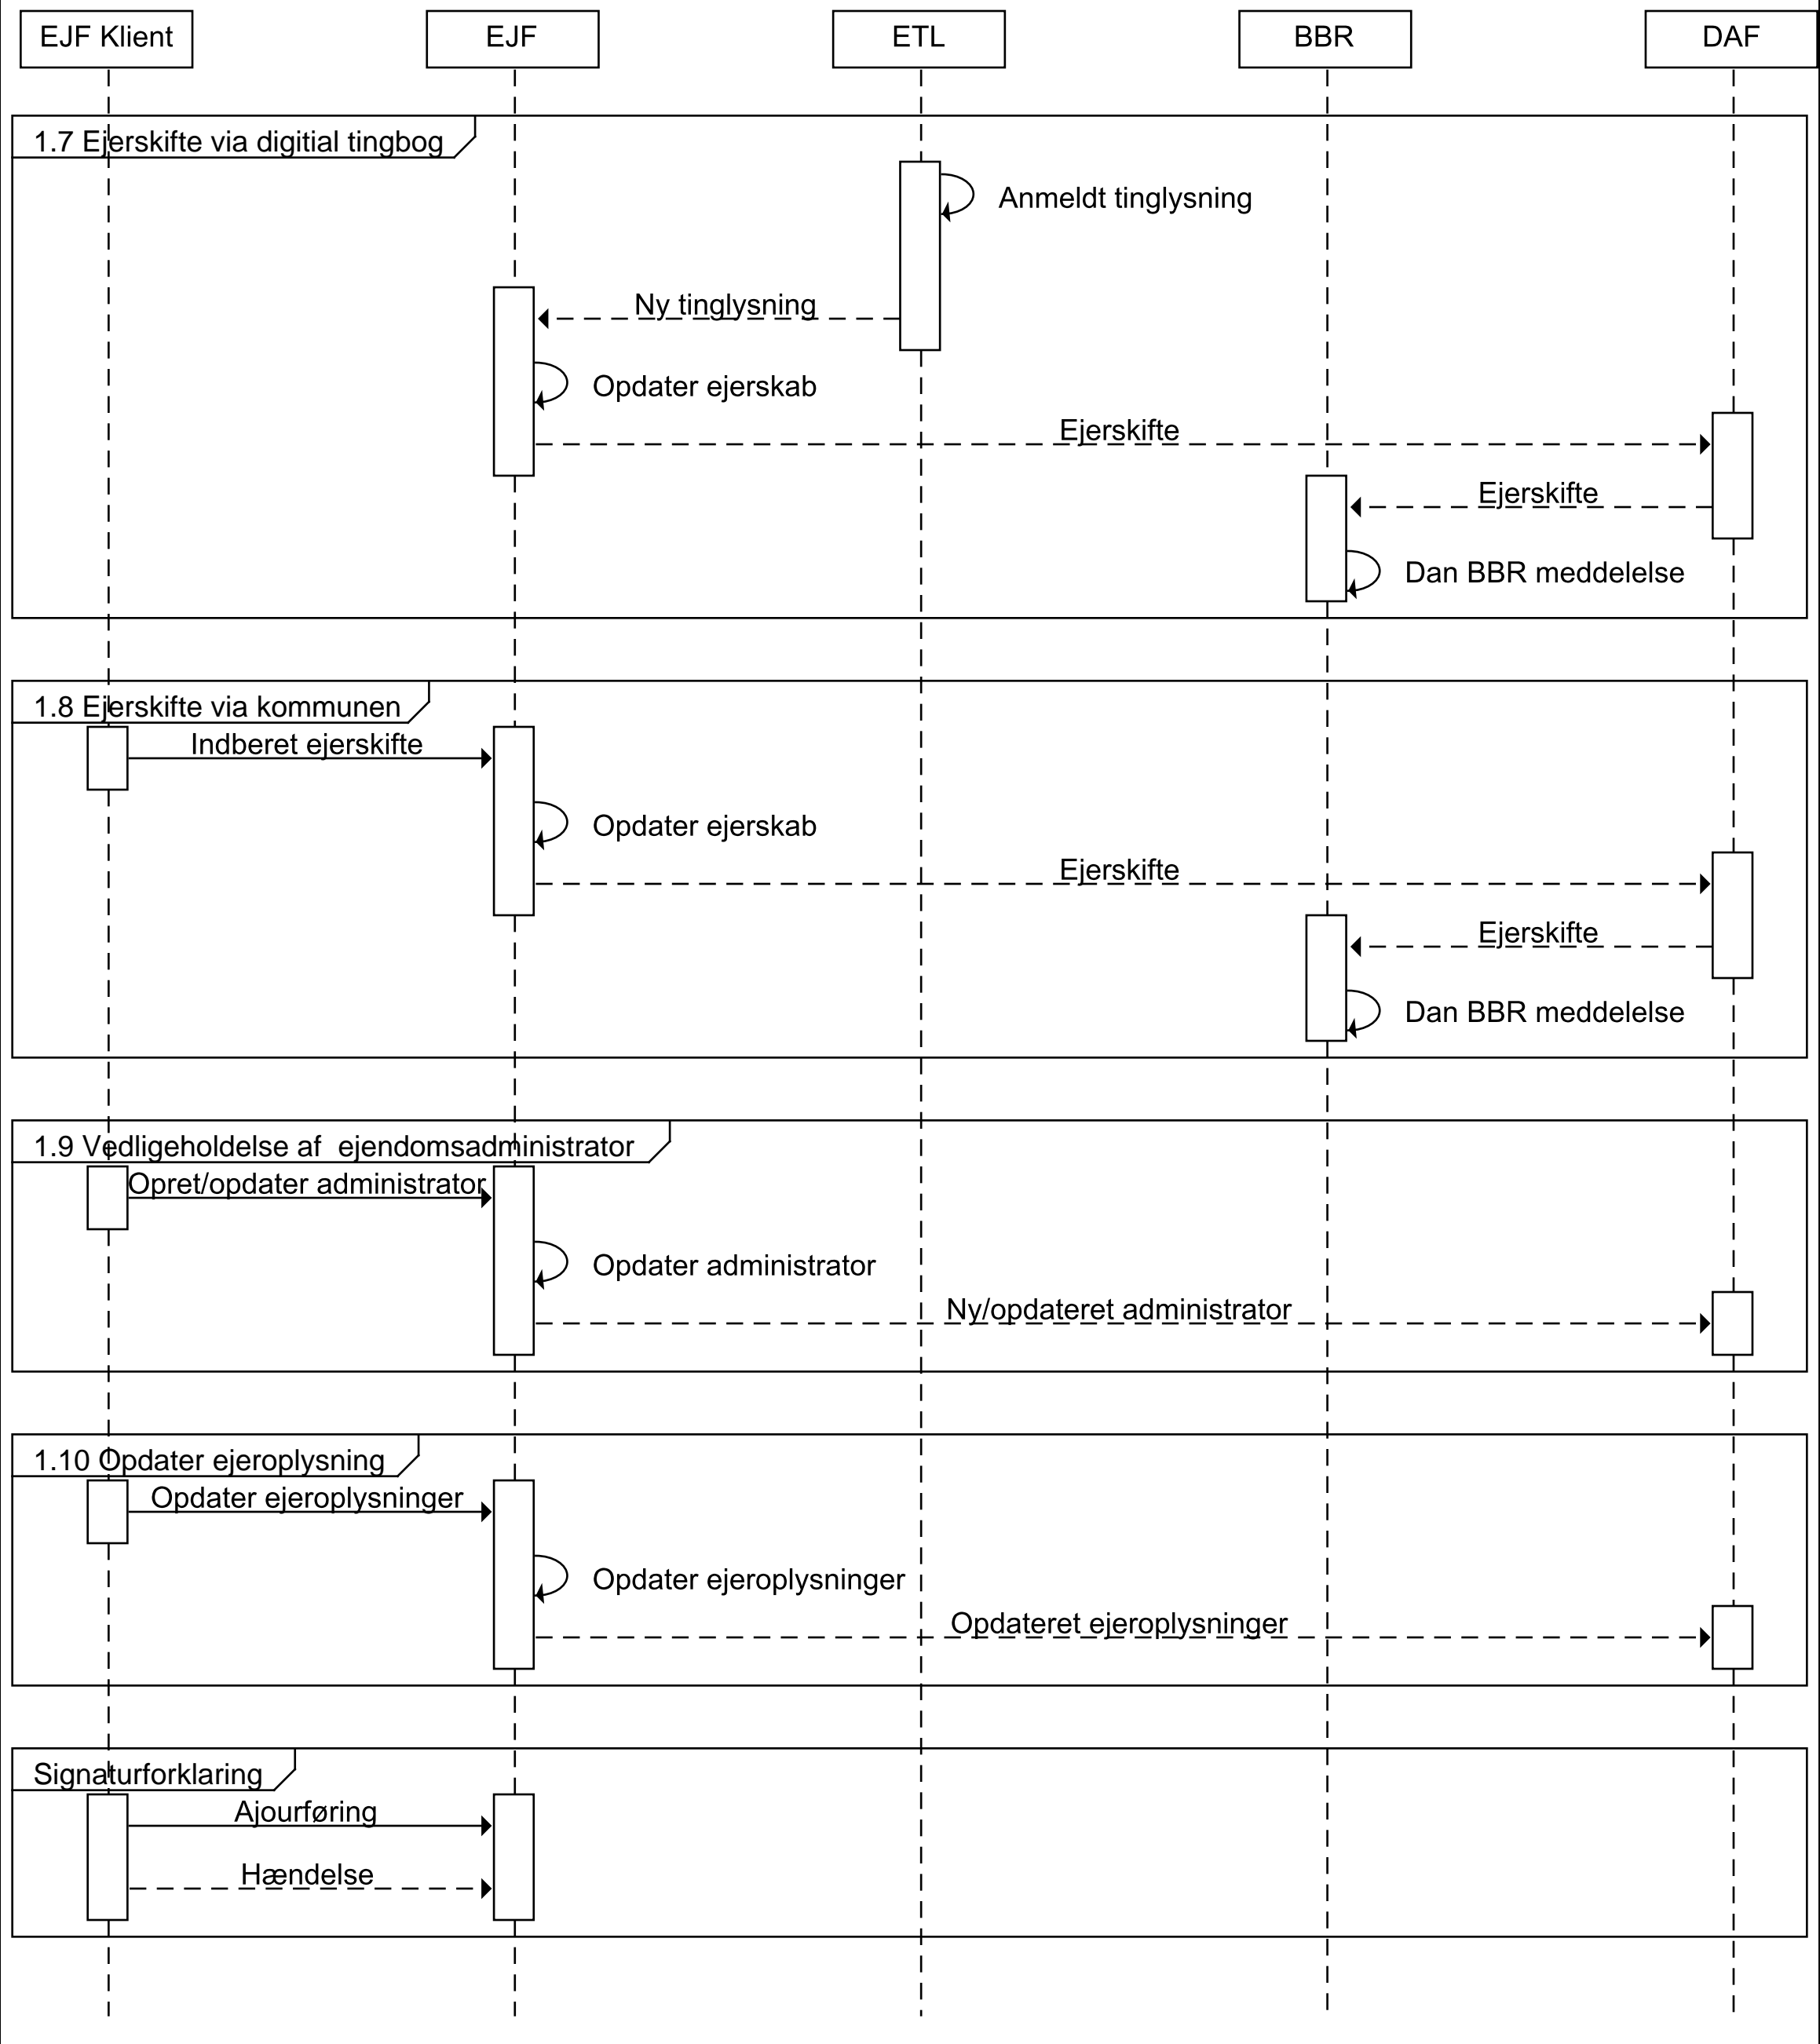 EJF Klient
EJF
ETL
BBR
DAF
1.7 Ejerskifte via digitial tingbog
Anmeldt tinglysning
Ny tinglysning
Opdater ejerskab
Ejerskifte
Ejerskifte
Dan BBR meddelelse
1.8 Ejerskifte via kommunen
Indberet ejerskifte
Opdater ejerskab
Ejerskifte
Ejerskifte
Dan BBR meddelelse
1.9 Vedligeholdelse af  ejendomsadministrator
Opret/opdater administrator
Opdater administrator
Ny/opdateret administrator
1.10 Opdater ejeroplysning
Opdater ejeroplysninger
Opdater ejeroplysninger
Opdateret ejeroplysninger
Signaturforklaring
Ajourføring
Hændelse